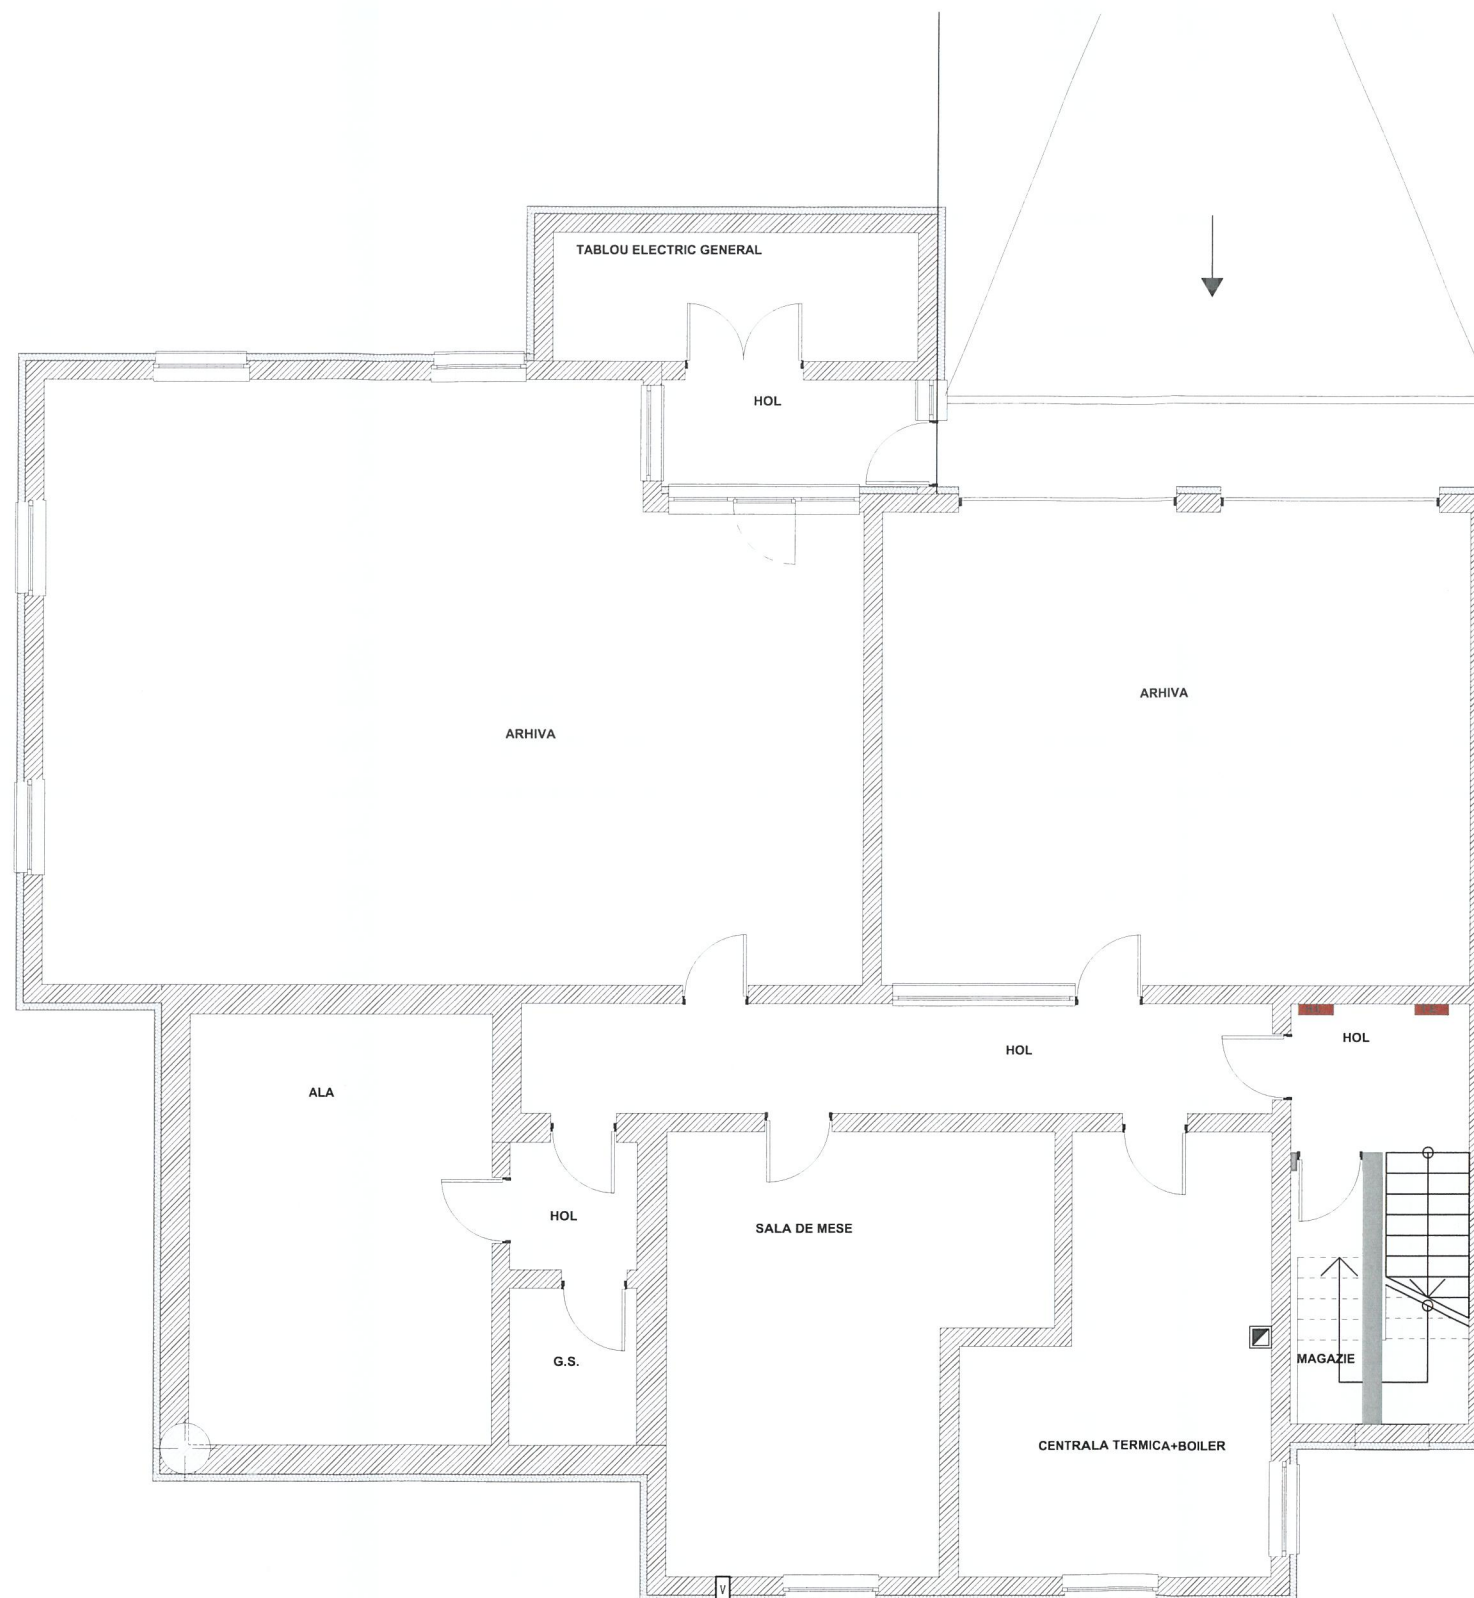 TABLOU ELECTRIC GENERAL
HOL
ARHIVA
ARHIVA
HOL
HOL
ALA
HOL
SALA DE MESE
G.S.
MAGAZIE
CENTRALA TERMICA+BOILER
V